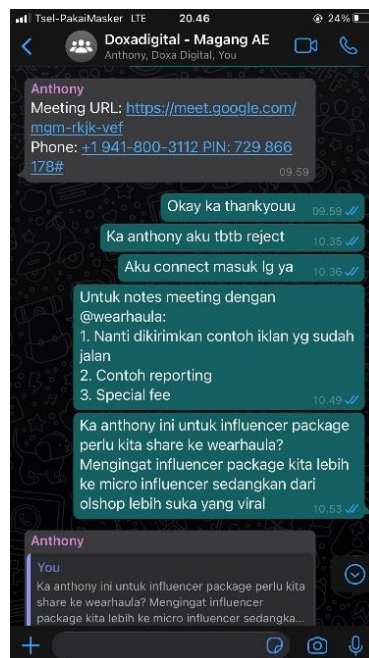 Tsel-PakaiMasker LTE 20.46 24%
Doxadigital - Magang AE
Anthony, Doxa Digital, You
Anthony
Meeting URL: https://meet.google.com/
mgm-rkjk-vef
Phone: +1 941-800-3112 PIN: 729 866
178#
09.59
Okay ka thankyouu 09.59
Ka anthony aku tbtb reject 10.35
Aku connect masuk lg ya 10.36
Untuk notes meeting dengan
@wearhaula:
1. Nanti dikirimkan contoh iklan yg sudah
jalan
2. Contoh reporting
3. Special fee
10.49
Ka anthony ini untuk influencer package
perlu kita share ke wearhaula?
Mengingat influencer package kita lebih
ke micro influencer sedangkan dari
olshop lebih suka yang viral
10.53
Anthony
You
Ka anthony ini untuk influencer package perlu kita
share ke wearhaula? Mengingat influencer
package kita lebih ke micro influencer sedangka...